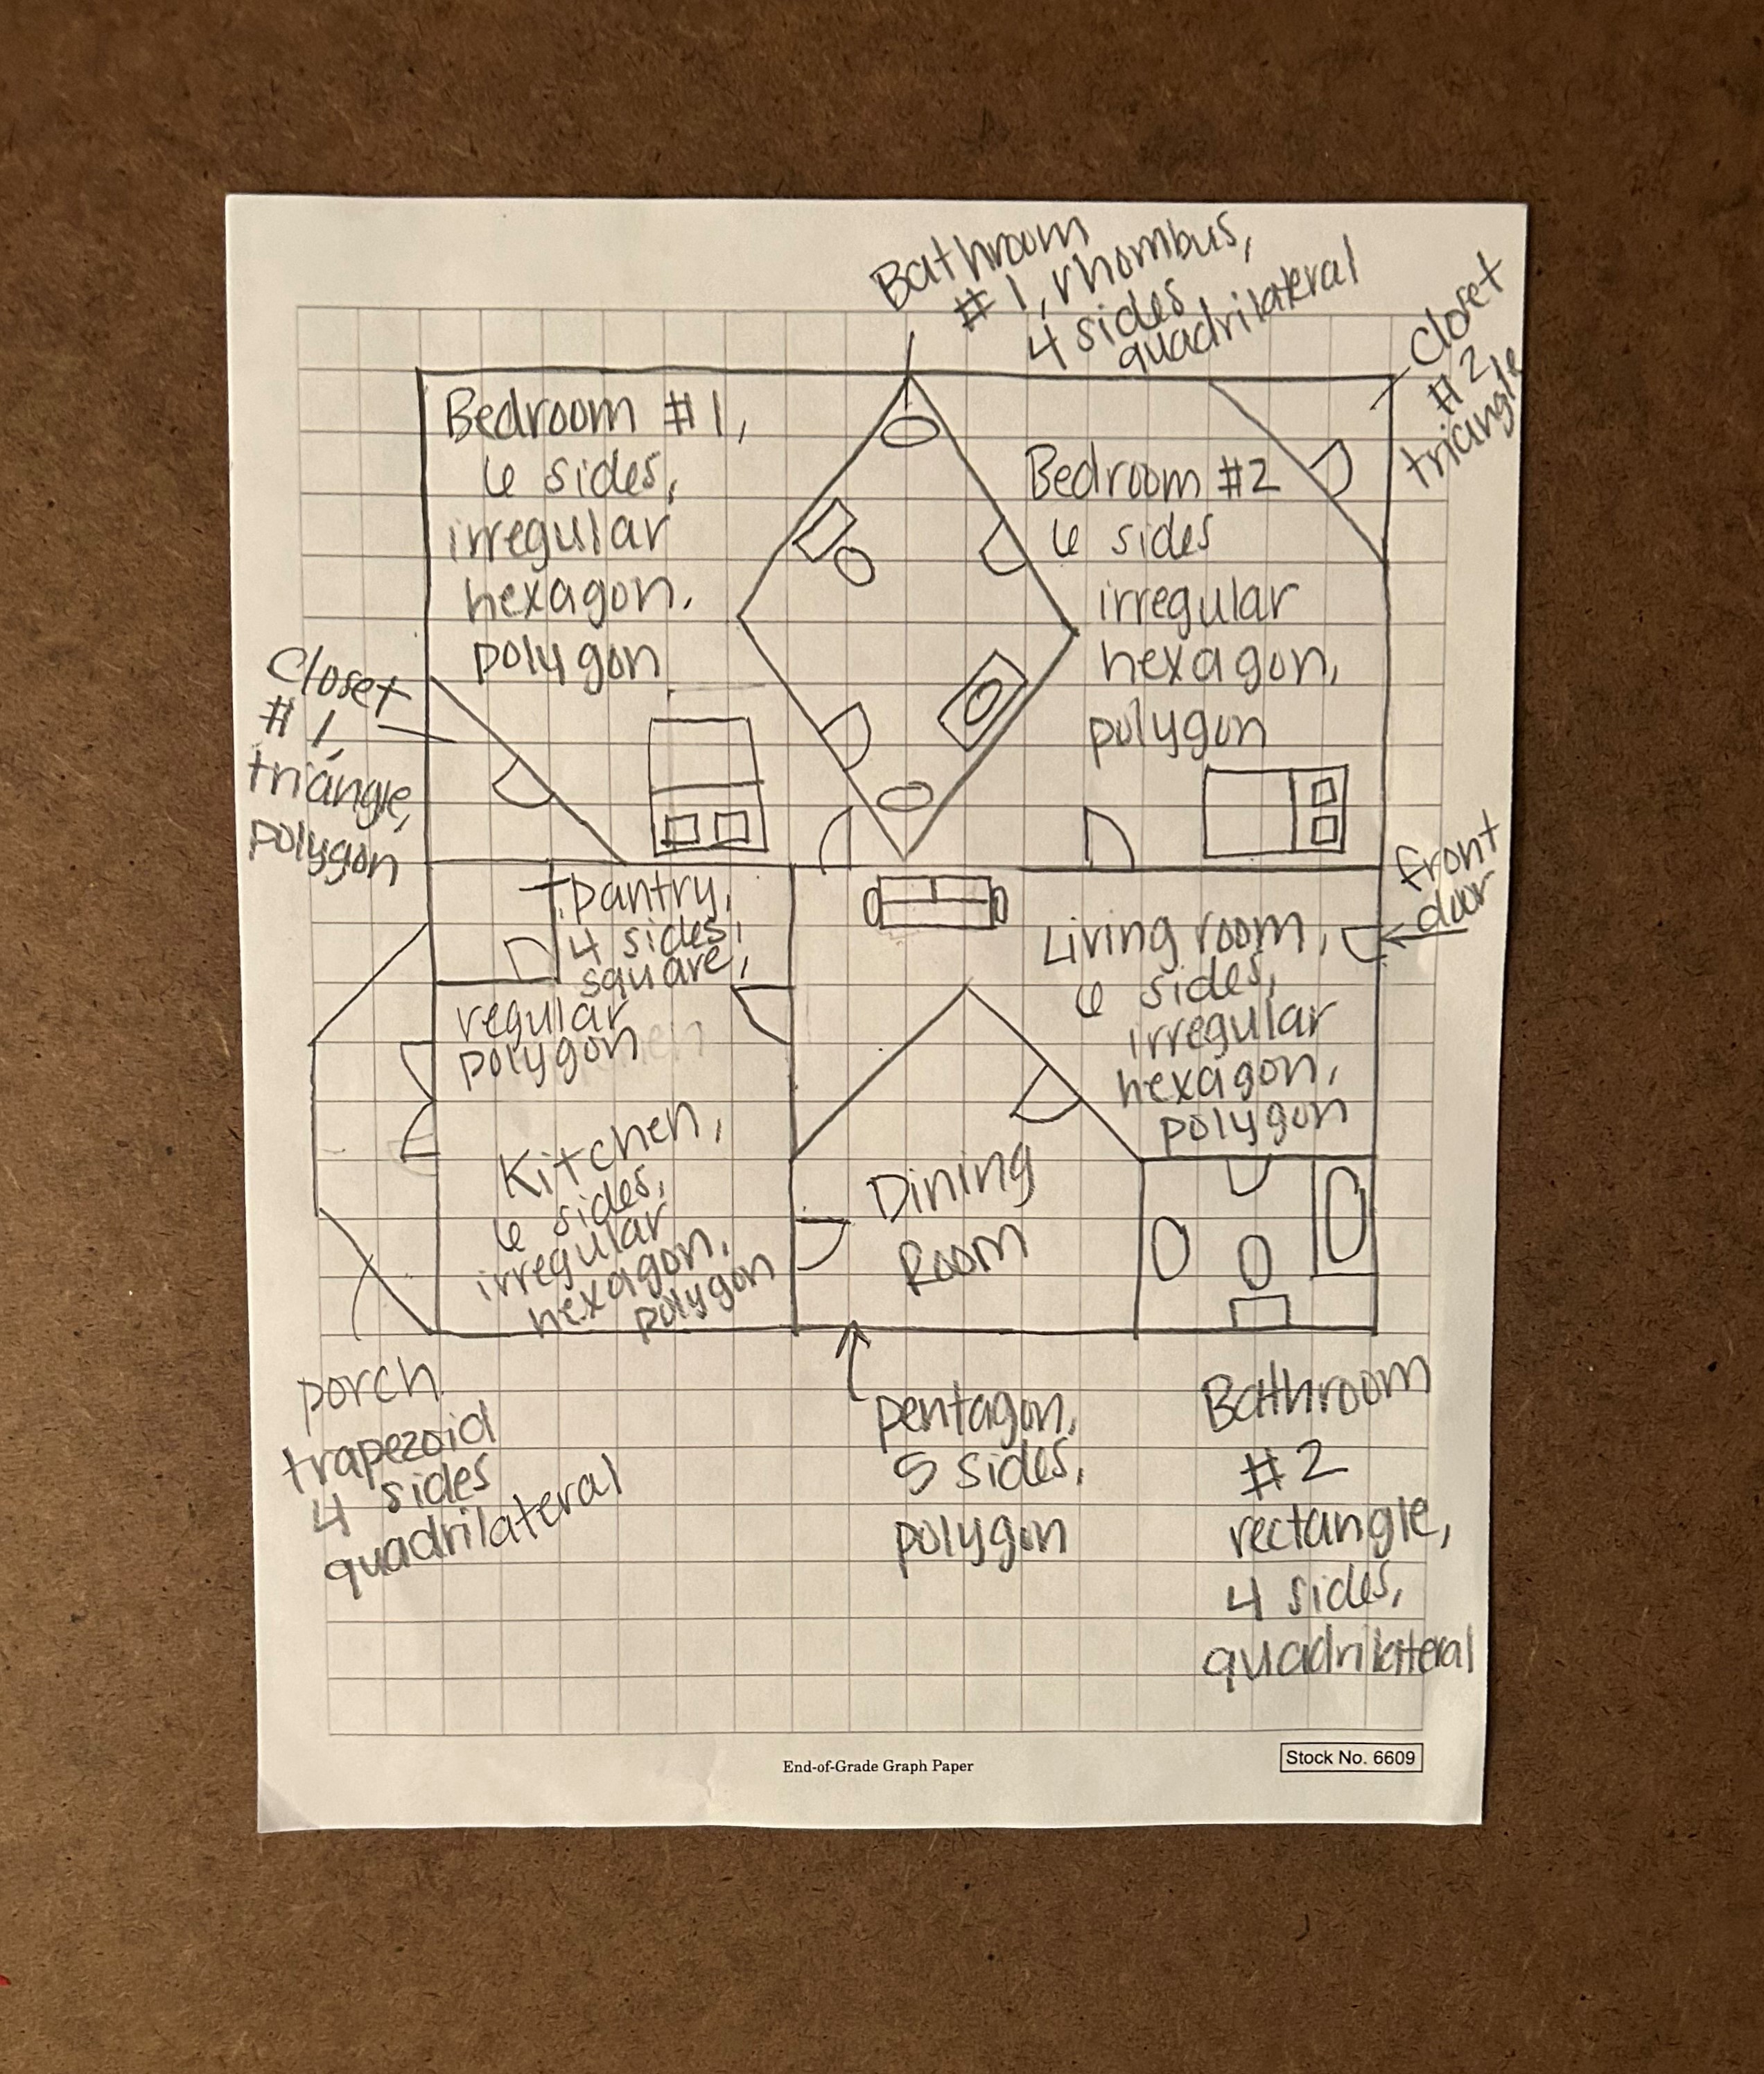 Bathroom
#1, rhombus,
4 sides,
quadrilateral
Closet
#2
triangle
Bedroom #1,
6 sides,
irregular
hexagon,
polygon
Bedroom #2
6 sides
irregular
hexagon,
polygon
Closet
#1,
triangle,
polygon
front
door
Pantry,
4 sides,
square,
regular
polygon
Living room,
6 sides,
irregular
hexagon,
polygon
Kitchen,
6 sides,
irregular
hexagon,
polygon
Dining
Room
porch
trapezoid
4 sides
quadrilateral
pentagon,
5 sides,
polygon
Bathroom
#2
rectangle,
4 sides,
quadrilateral
End-of-Grade Graph Paper
Stock No. 6609